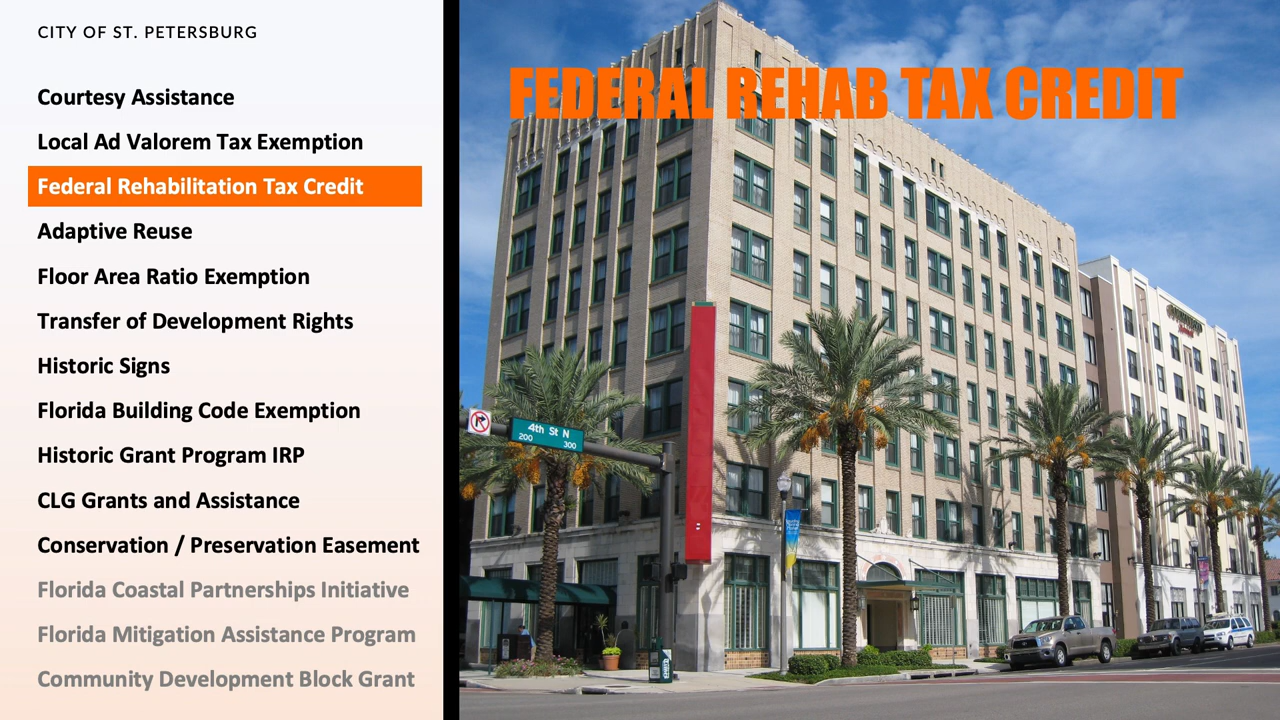 CITY OF ST. PETERSBURG
Courtesy Assistance
Local Ad Valorem Tax Exemption
Federal Rehabilitation Tax Credit
Adaptive Reuse
Floor Area Ratio Exemption
Transfer of Development Rights
Historic Signs
Florida Building Code Exemption
Historic Grant Program IRP
CLG Grants and Assistance
Conservation / Preservation Easement
Florida Coastal Partnerships Initiative
Florida Mitigation Assistance Program
Community Development Block Grant
FEDERAL REHAB TAX CREDIT
4th St N
200 300